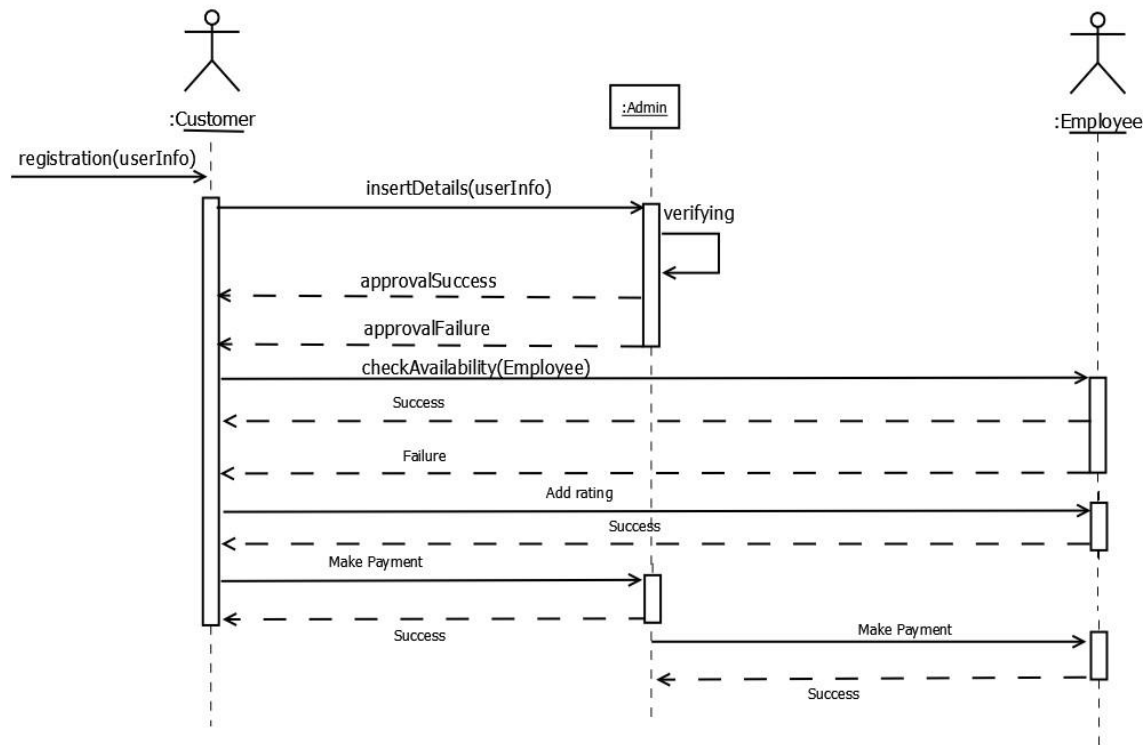 :Customer
:Admin
:Employee
registration(userInfo)
insertDetails(userInfo)
verifying
approvalSuccess
approvalFailure
checkAvailability(Employee)
Success
Failure
Add rating
Success
Make Payment
Success
Make Payment
Success